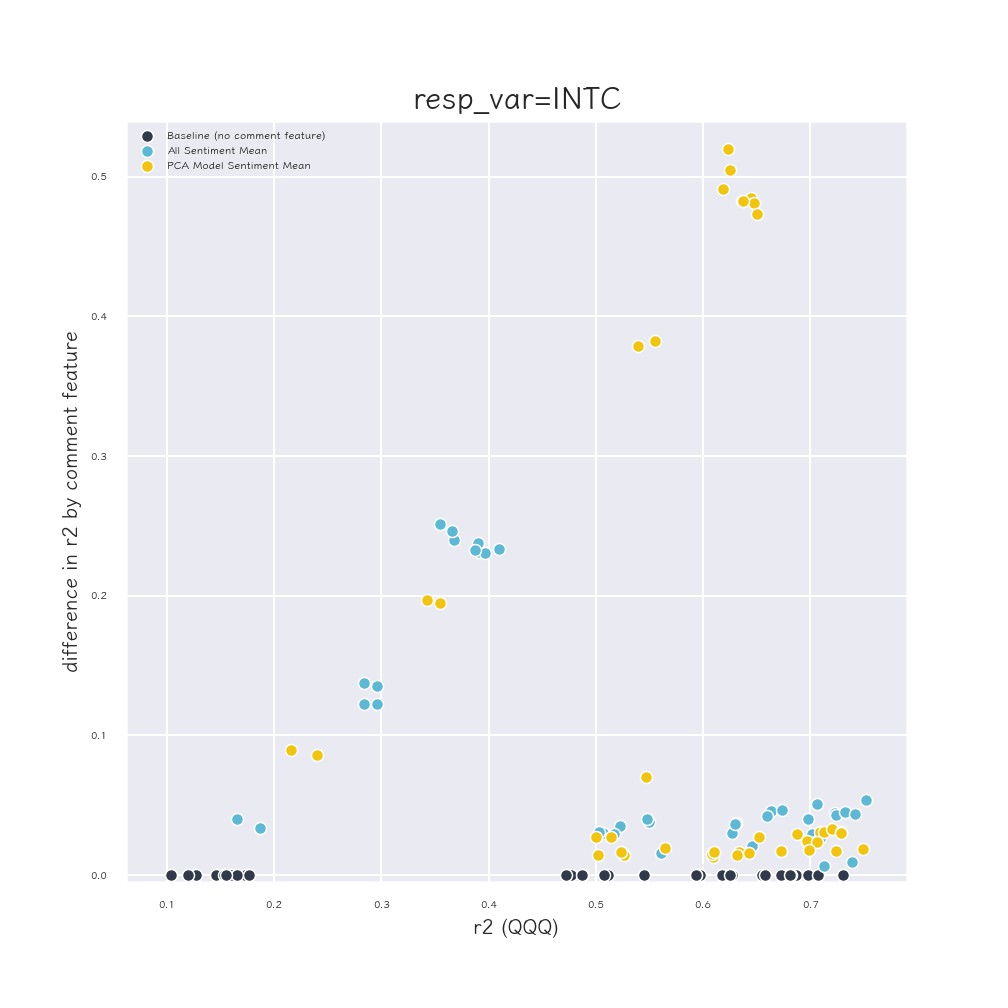 resp_var=INTC
Baseline (no comment feature)
All Sentiment Mean
PCA Model Sentiment Mean
difference in r2 by comment feature
0.5
0.4
0.3
0.2
0.1
0.0
0.1 0.2 0.3 0.4 0.5 0.6 0.7
r2 (QQQ)